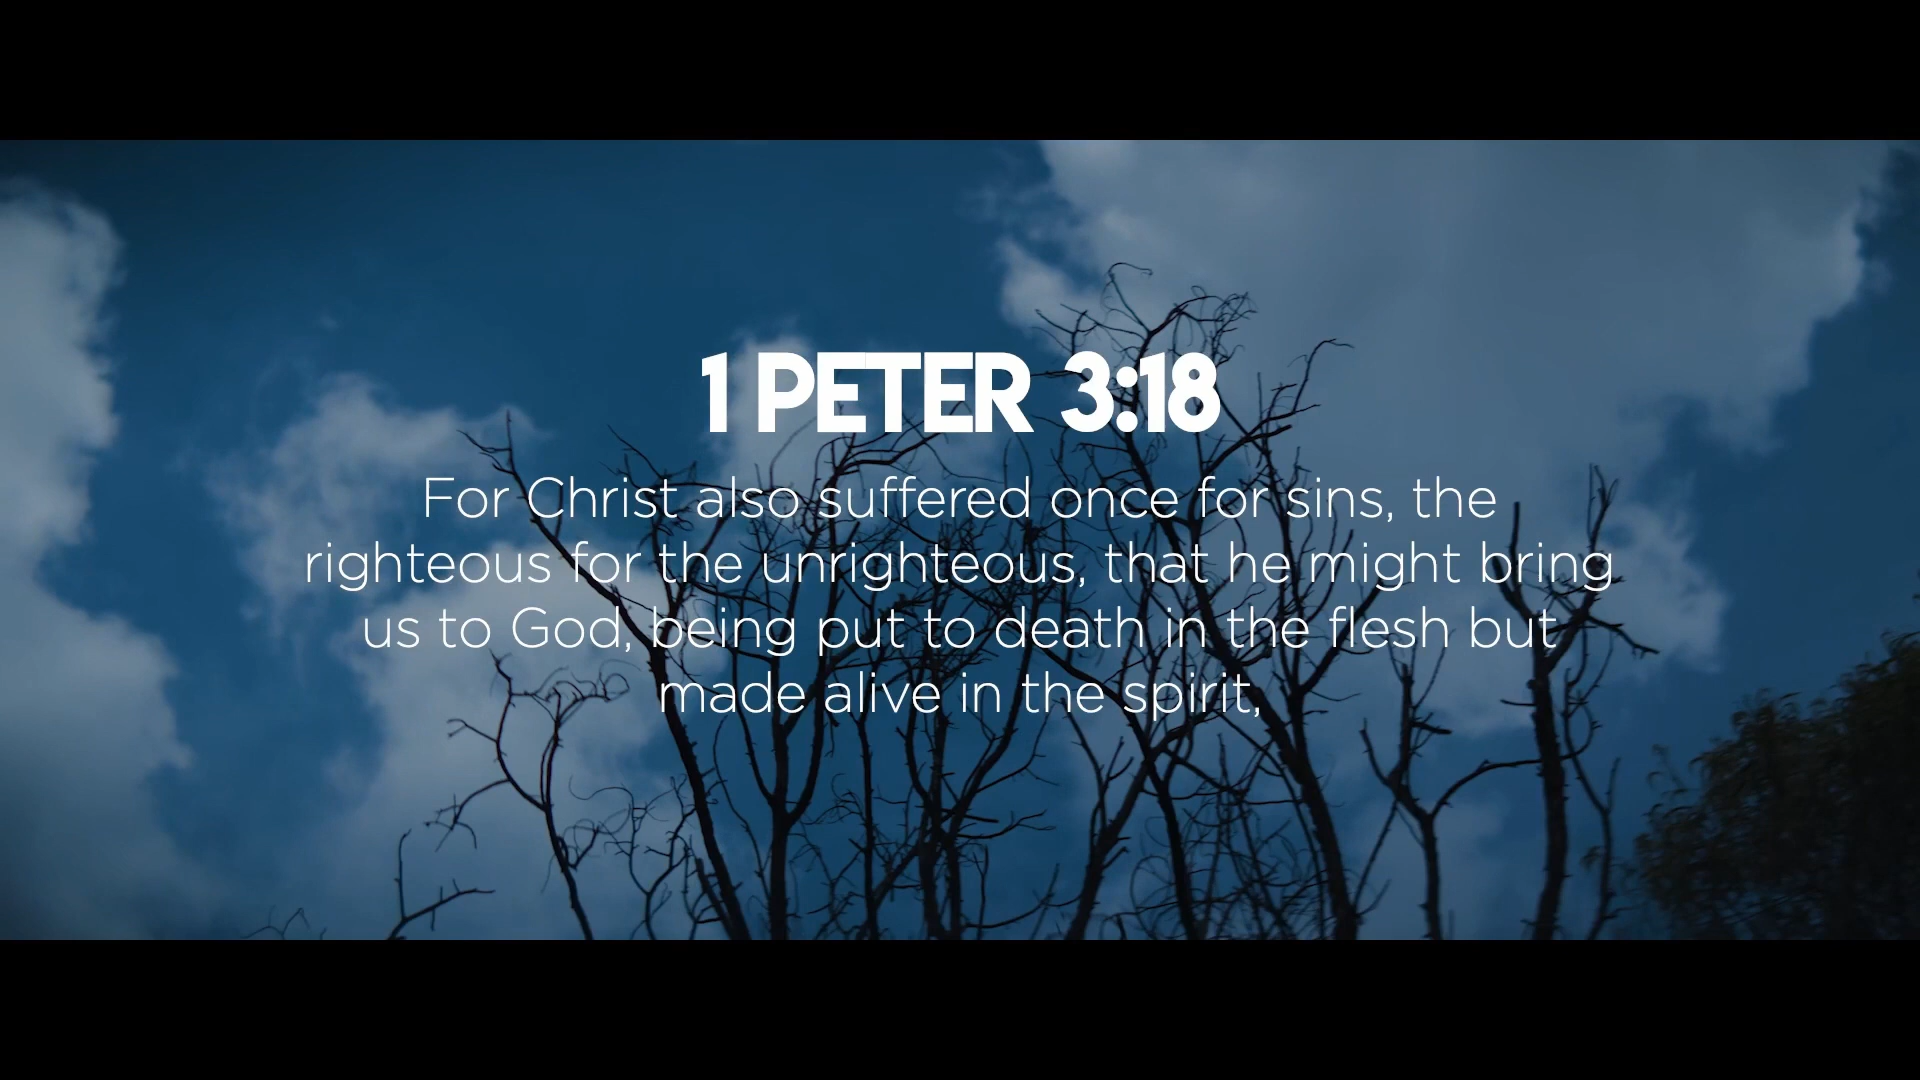 1 PETER 3:18
For Christ also suffered once for sins, the
righteous for the unrighteous, that he might bring
us to God, being put to death in the flesh but
made alive in the spirit,